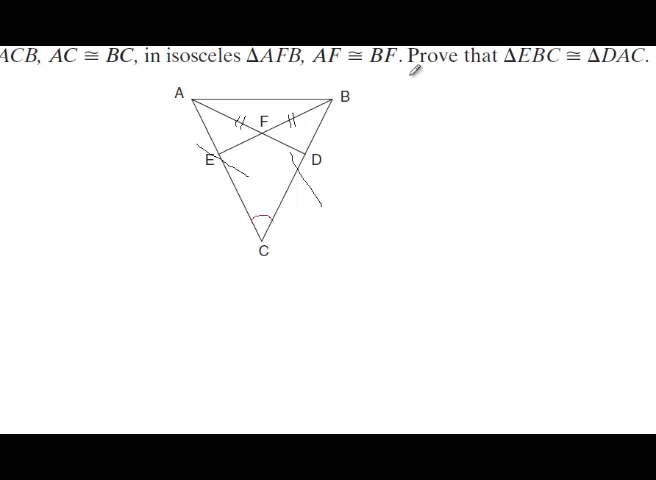 ACB, AC ≅ BC, in isosceles ΔAFB, AF ≅ BF. Prove that ΔEBC ≅ ΔDAC.
A
B
F
E
D
C